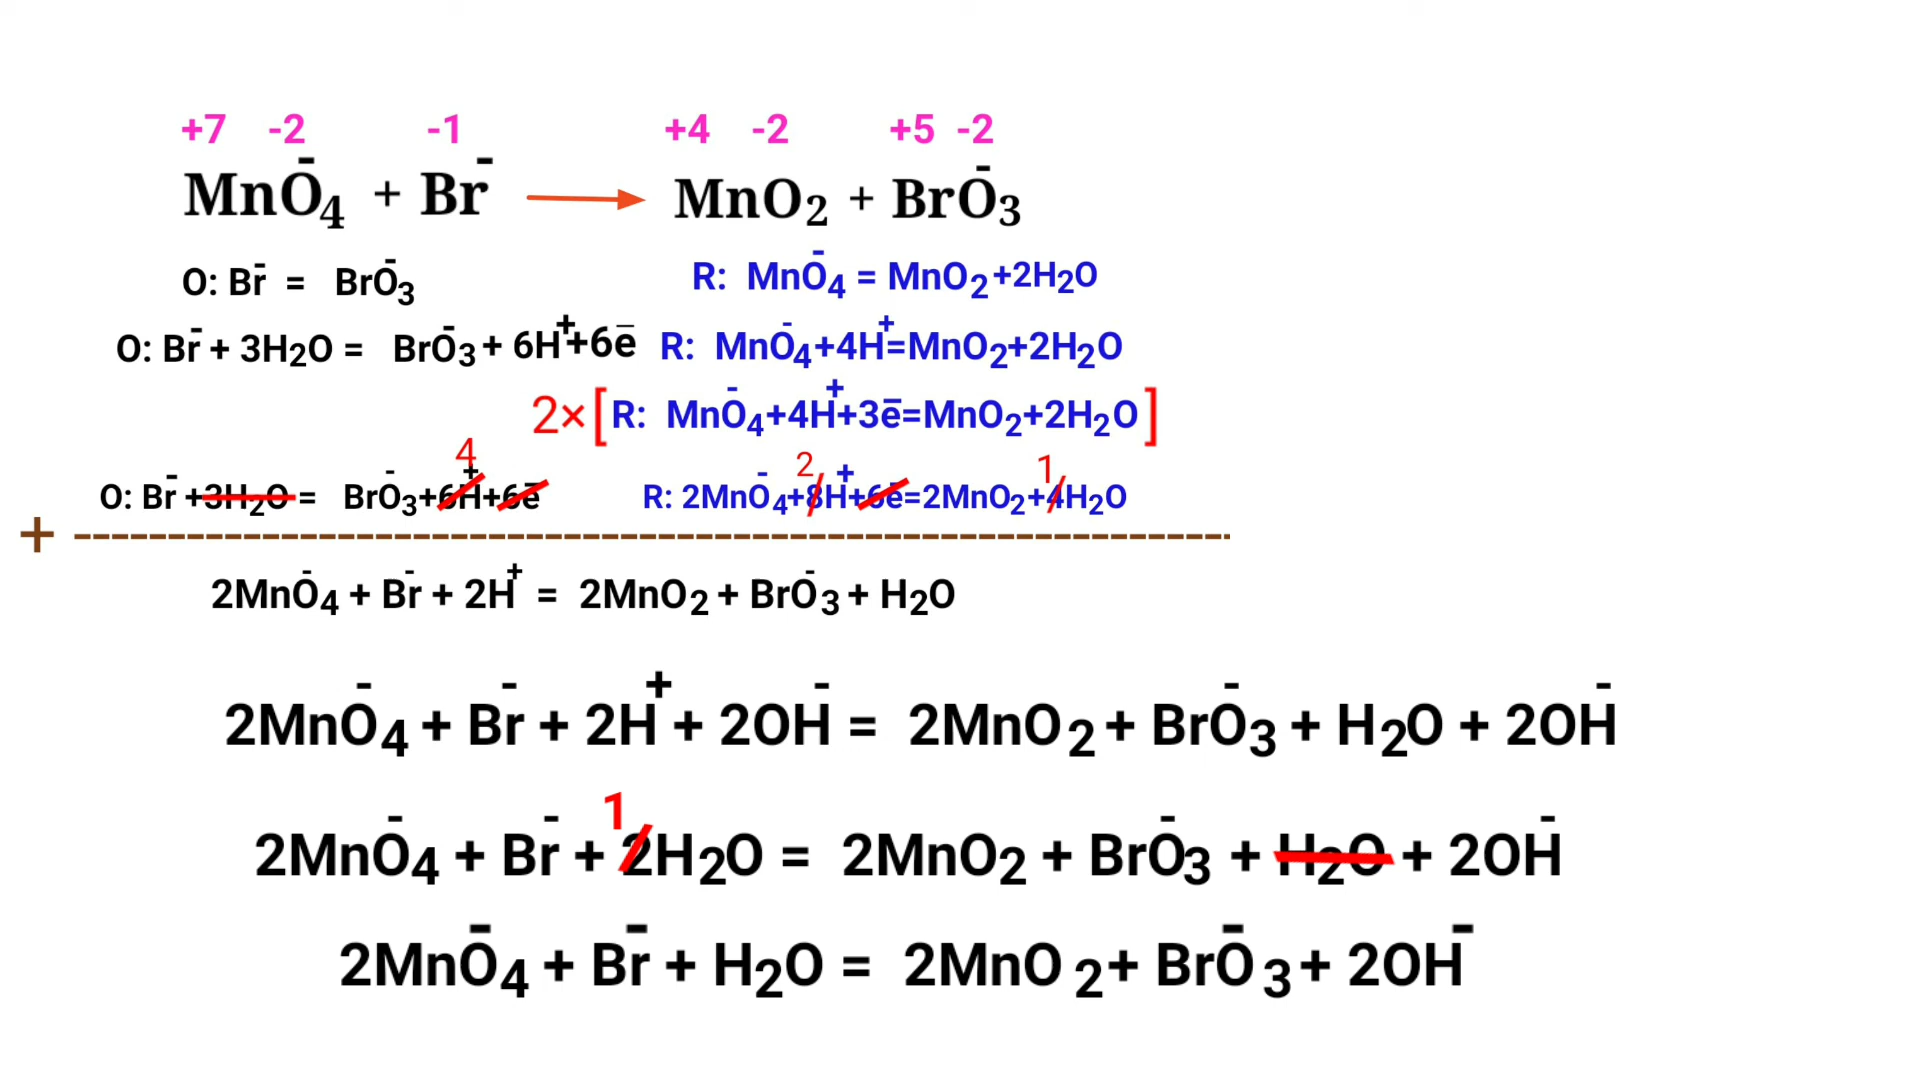 +7 -2 -1 +4 -2 +5 -2
MnO₄⁻ + Br⁻ → MnO₂ + BrO₃⁻
O: Br⁻ = BrO₃⁻ R: MnO₄⁻ = MnO₂+2H₂O
O: Br⁻ + 3H₂O = BrO₃⁻ + 6H⁺+6e̅ R: MnO₄⁻+4H⁺=MnO₂+2H₂O
2×[R: MnO₄⁻+4H⁺+3e̅=MnO₂+2H₂O]
4 2 1
O: Br⁻ +3H₂O = BrO₃⁻+6H⁺+6e̅ R: 2MnO₄⁻+8H⁺+6e̅=2MnO₂+4H₂O
+ --------------------------------------------------------------
2MnO₄⁻ + Br⁻ + 2H⁺ = 2MnO₂ + BrO₃⁻ + H₂O
2MnO₄⁻ + Br⁻ + 2H⁺ + 2OH⁻ = 2MnO₂ + BrO₃⁻ + H₂O + 2OH⁻
1
2MnO₄⁻ + Br⁻ + 2H₂O = 2MnO₂ + BrO₃⁻ + H₂O + 2OH⁻
2MnO₄⁻ + Br⁻ + H₂O = 2MnO₂ + BrO₃⁻ + 2OH⁻